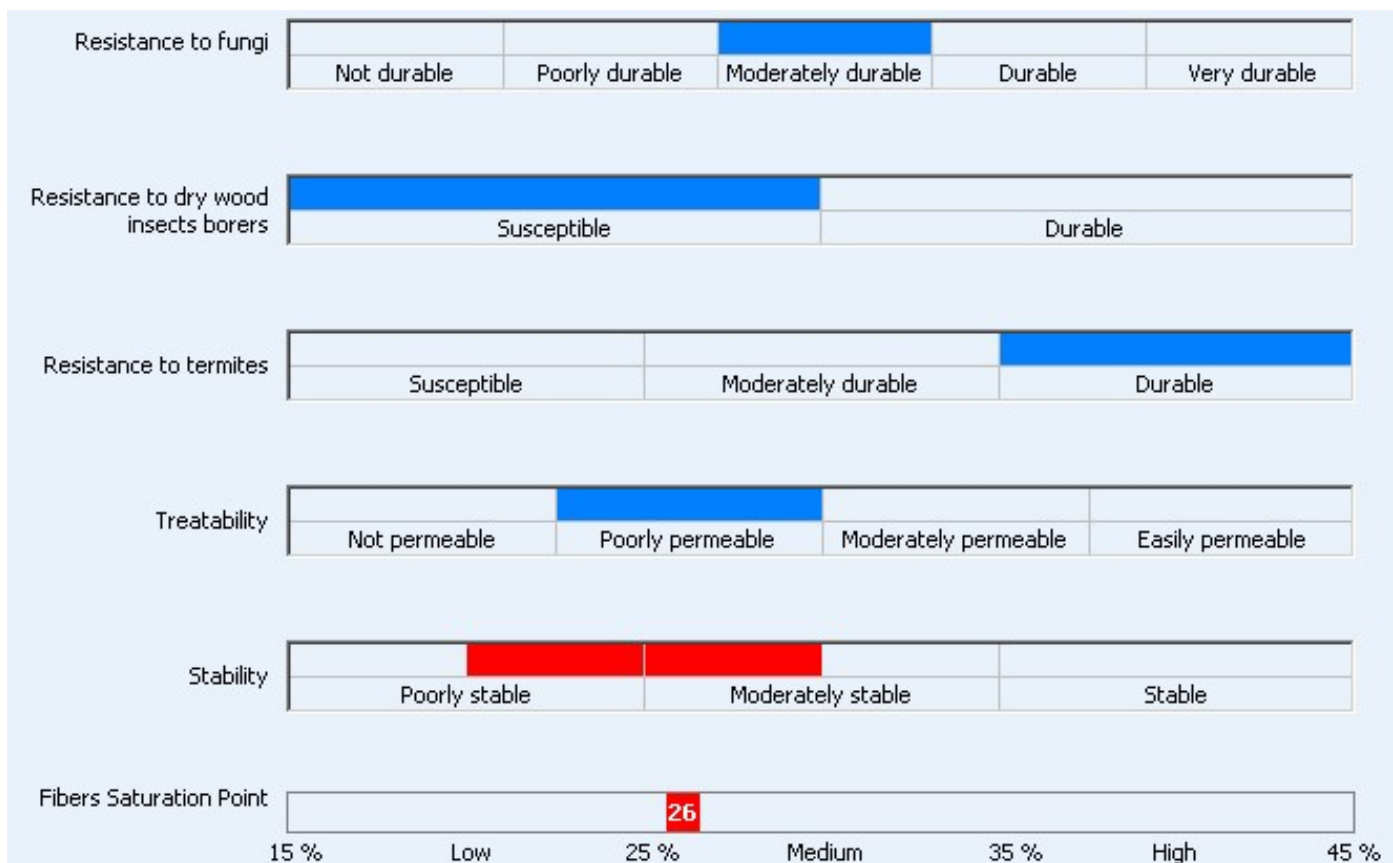 Resistance to fungi
Not durable Poorly durable Moderately durable Durable Very durable
Resistance to dry wood
insects borers
Susceptible Durable
Resistance to termites
Susceptible Moderately durable Durable
Treatability
Not permeable Poorly permeable Moderately permeable Easily permeable
Stability
Poorly stable Moderately stable Stable
Fibers Saturation Point
26
15 % Low 25 % Medium 35 % High 45 %